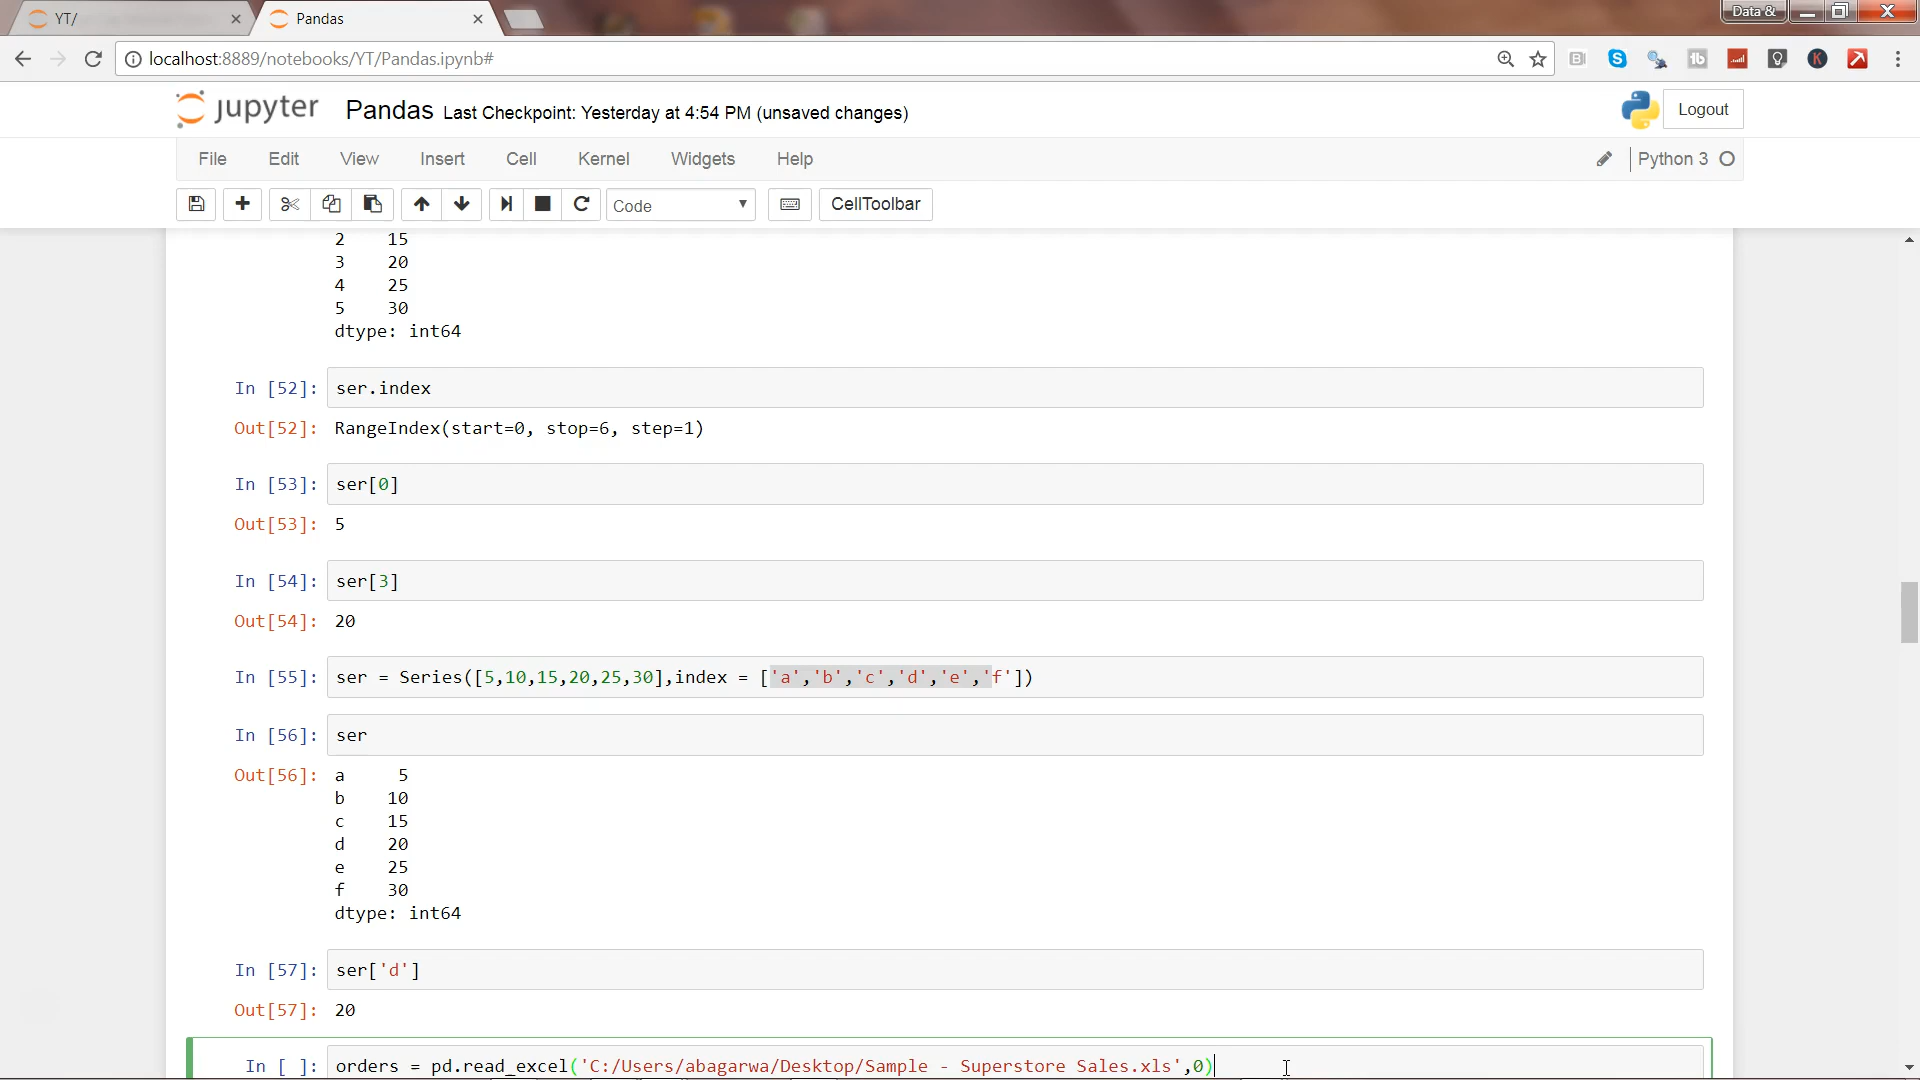 YT/
Pandas
Data &
localhost:8889/notebooks/YT/Pandas.ipynb#
jupyter Pandas Last Checkpoint: Yesterday at 4:54 PM (unsaved changes)
Logout
File Edit View Insert Cell Kernel Widgets Help
Python 3
Code
CellToolbar
2 15
3 20
4 25
5 30
dtype: int64
In [52]: ser.index
Out[52]: RangeIndex(start=0, stop=6, step=1)
In [53]: ser[0]
Out[53]: 5
In [54]: ser[3]
Out[54]: 20
In [55]: ser = Series([5,10,15,20,25,30],index = ['a','b','c','d','e','f'])
In [56]: ser
Out[56]: a 5
b 10
c 15
d 20
e 25
f 30
dtype: int64
In [57]: ser['d']
Out[57]: 20
In [ ]: orders = pd.read_excel('C:/Users/abagarwa/Desktop/Sample - Superstore Sales.xls',0)